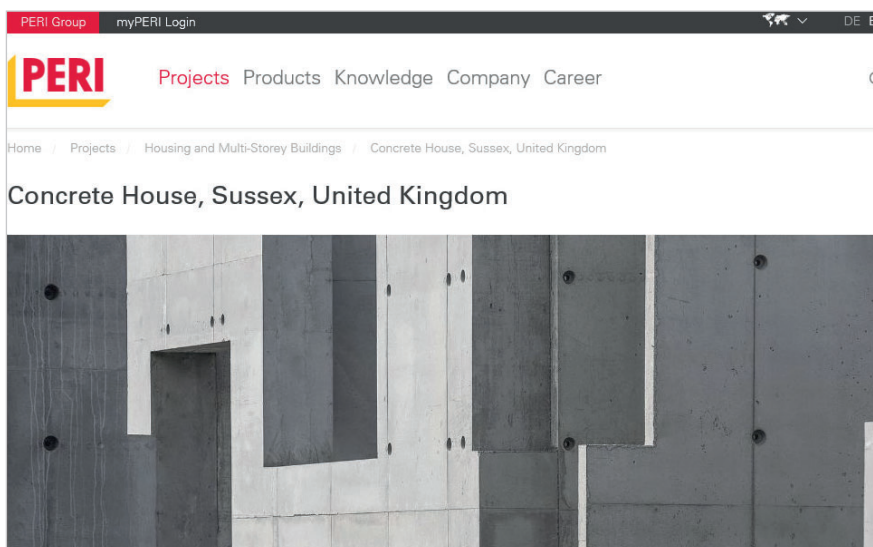 PERI Group myPERI Login DE
PERI Projects Products Knowledge Company Career
Home / Projects / Housing and Multi-Storey Buildings / Concrete House, Sussex, United Kingdom
Concrete House, Sussex, United Kingdom